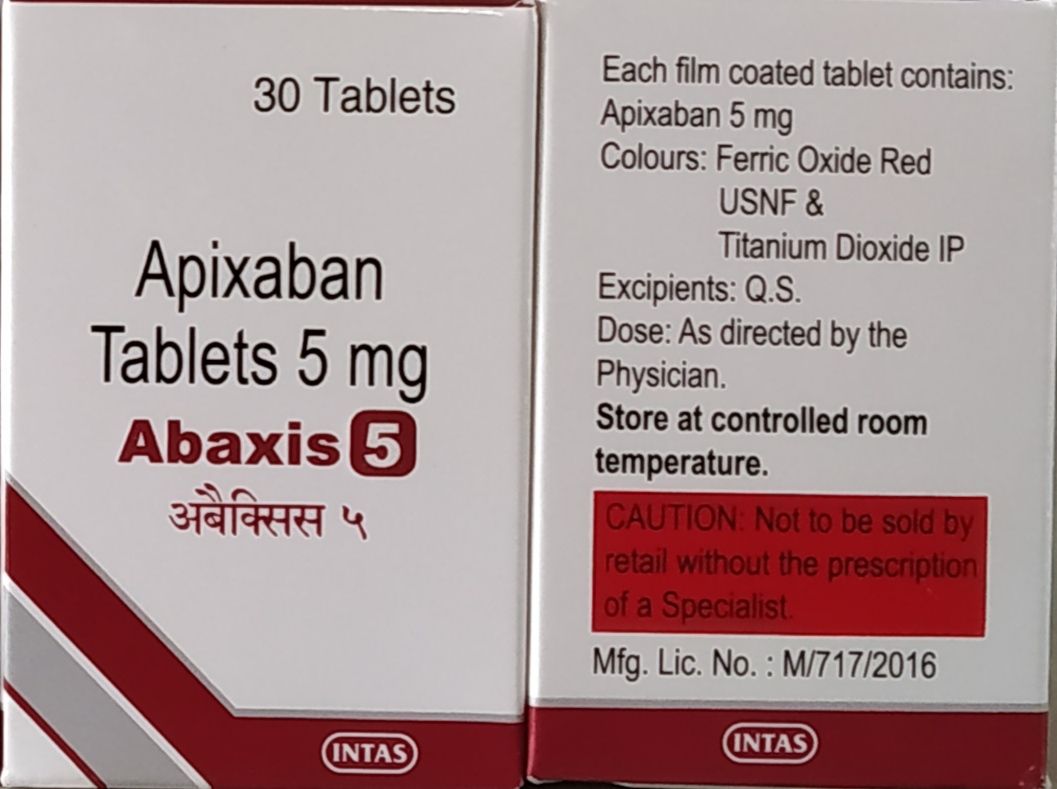 30 Tablets
Apixaban
Tablets 5 mg
Abaxis 5
अबैक्सिस ५
INTAS
Each film coated tablet contains:
Apixaban 5 mg
Colours: Ferric Oxide Red
USNF &
Titanium Dioxide IP
Excipients: Q.S.
Dose: As directed by the
Physician.
Store at controlled room
temperature.
CAUTION: Not to be sold by
retail without the prescription
of a Specialist.
Mfg. Lic. No. : M/717/2016
INTAS